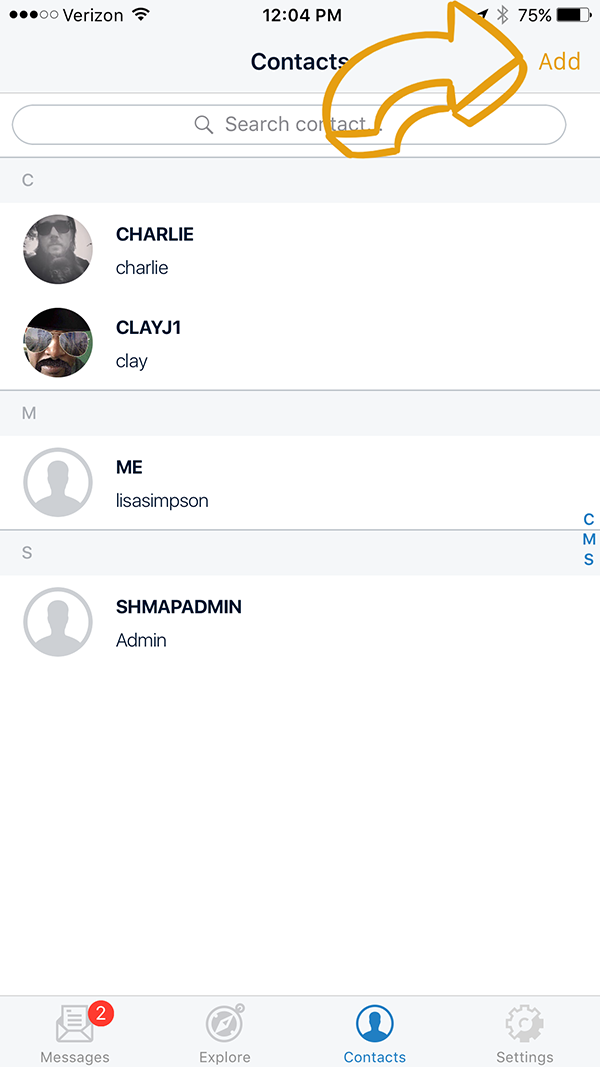 Verizon 12:04 PM 75%
Contacts Add
Search contact...
C
CHARLIE
charlie
CLAYJ1
clay
M
ME
lisasimpson
C
M
S
S
SHMAPADMIN
Admin
2
Messages Explore Contacts Settings